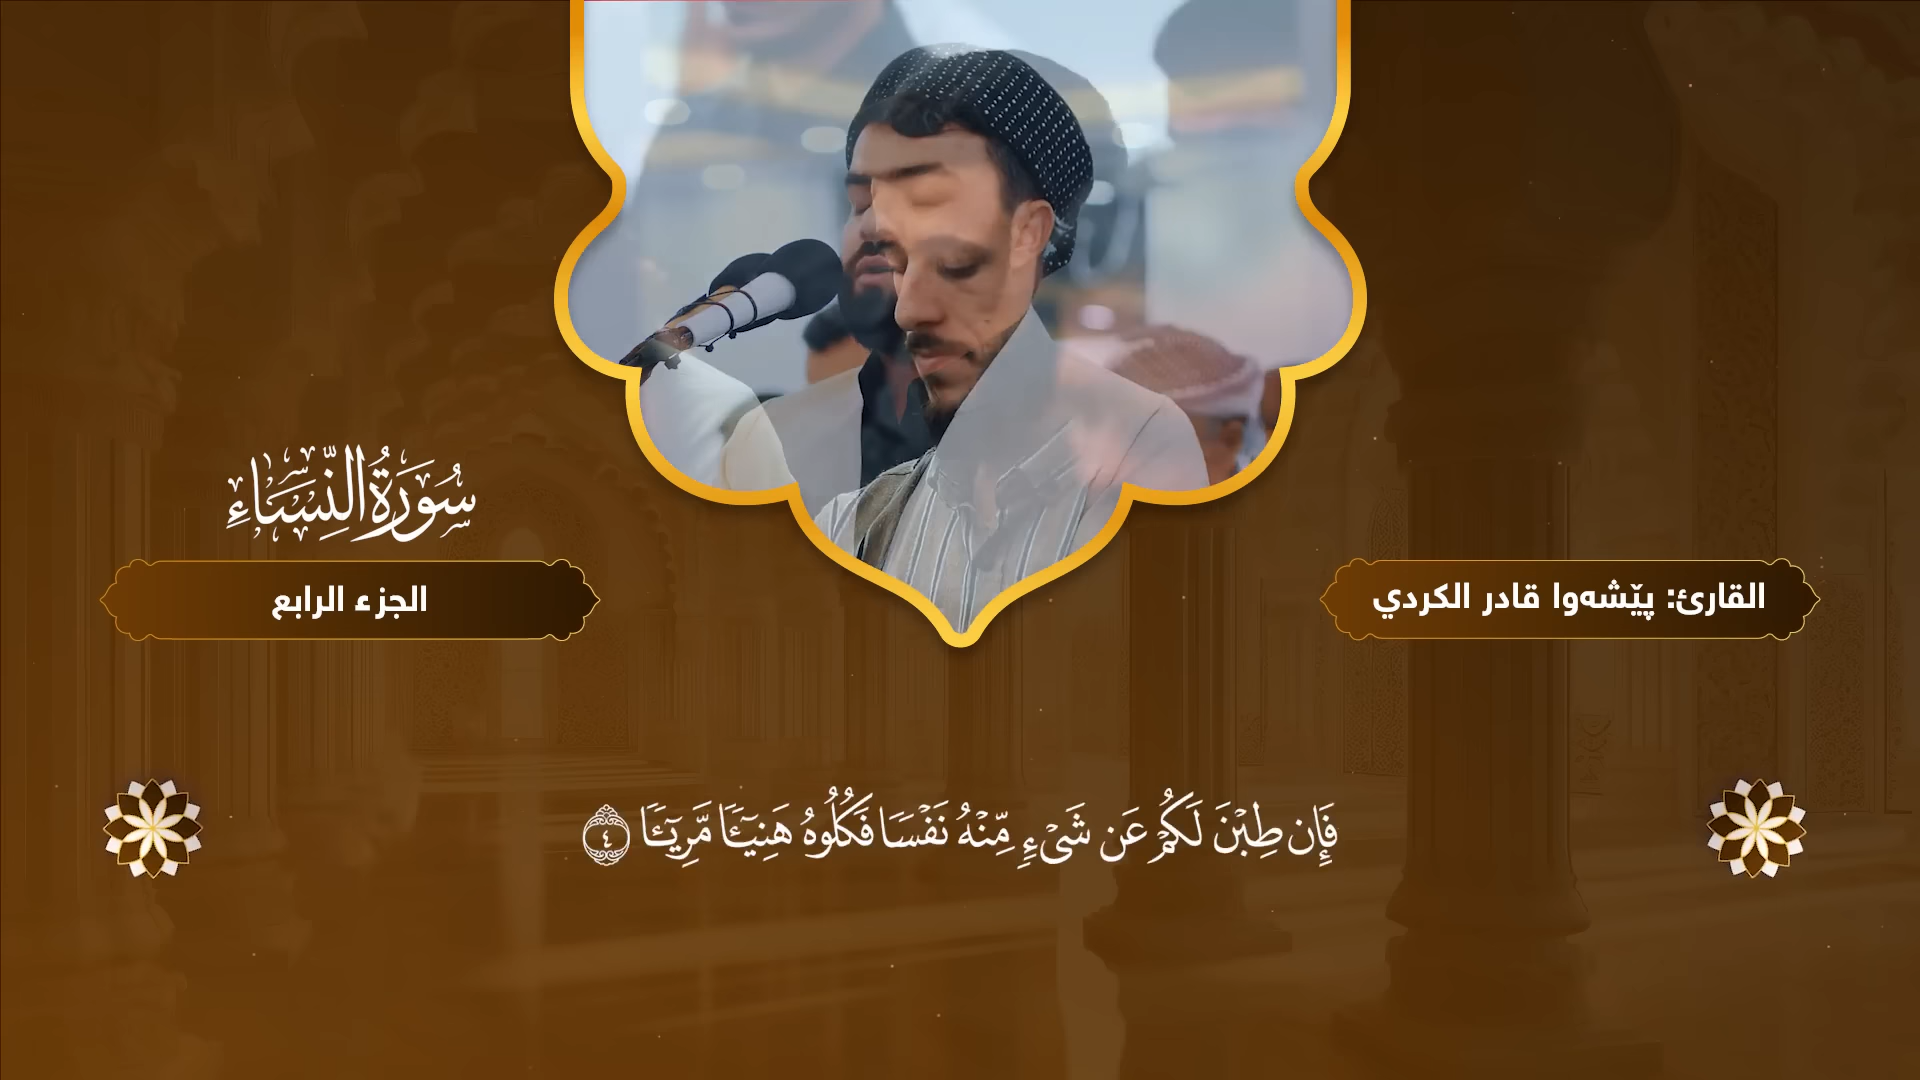 سُورَةُ النِّسَاءِ
الجزء الرابع
القارئ: پێشەوا قادر الكردي
فَإِن طِبْنَ لَكُمْ عَن شَىْءٍ مِّنْهُ نَفْسًا فَكُلُوهُ هَنِيٓـًٔا مَّرِيٓـًٔا ٤